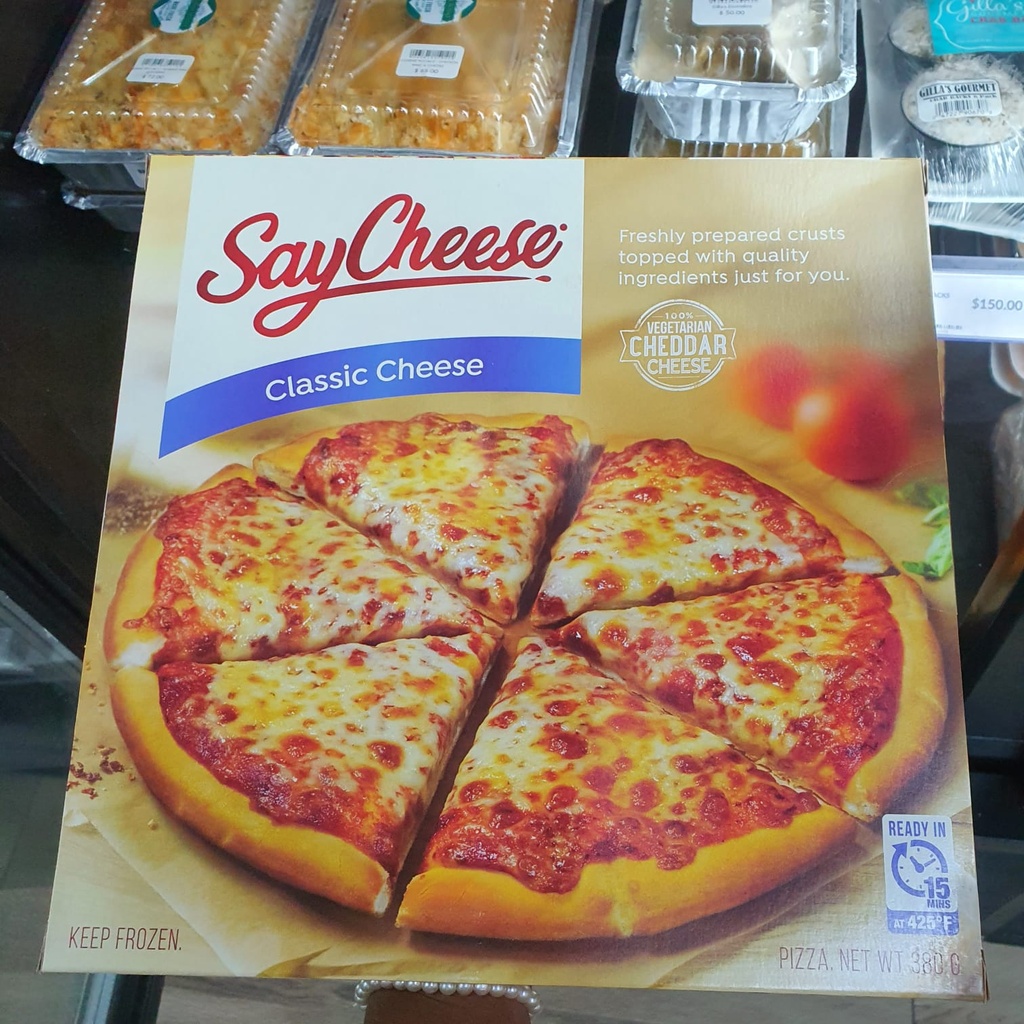 GILLA'S GOURMET
$150.00
SayCheese
Classic Cheese
Freshly prepared crusts
topped with quality
ingredients just for you.
100%
VEGETARIAN
CHEDDAR
CHEESE
READY IN
15
MINS
AT 425°F
KEEP FROZEN.
PIZZA. NET WT 380 G